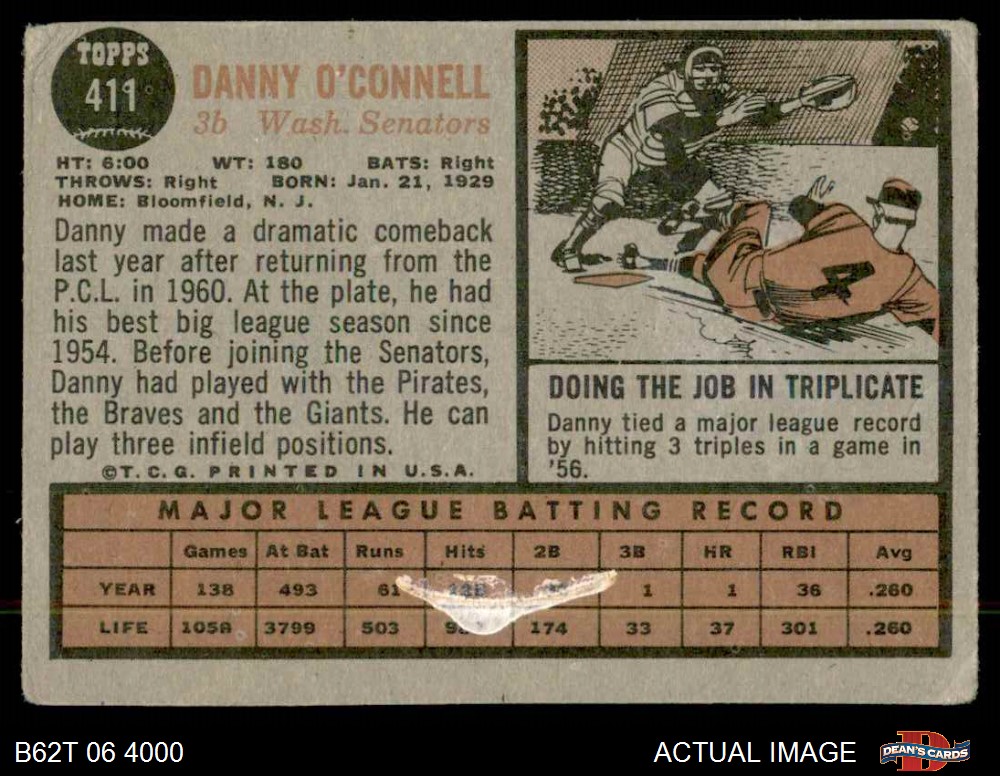 TOPPS
411
DANNY O'CONNELL
3b Wash. Senators
HT: 6:00 WT: 180 BATS: Right
THROWS: Right BORN: Jan. 21, 1929
HOME: Bloomfield, N. J.
Danny made a dramatic comeback
last year after returning from the
P.C.L. in 1960. At the plate, he had
his best big league season since
1954. Before joining the Senators,
Danny had played with the Pirates,
the Braves and the Giants. He can
play three infield positions.
©T.C.G. PRINTED IN U.S.A.
4
DOING THE JOB IN TRIPLICATE
Danny tied a major league record
by hitting 3 triples in a game in
'56.
MAJOR LEAGUE BATTING RECORD
Games At Bat Runs Hits 2B 3B HR RBI Avg
YEAR 138 493 61 1 1 36 .260
LIFE 1058 3799 503 174 33 37 301 .260
B62T 06 4000
ACTUAL IMAGE
D
DEAN'S CARDS